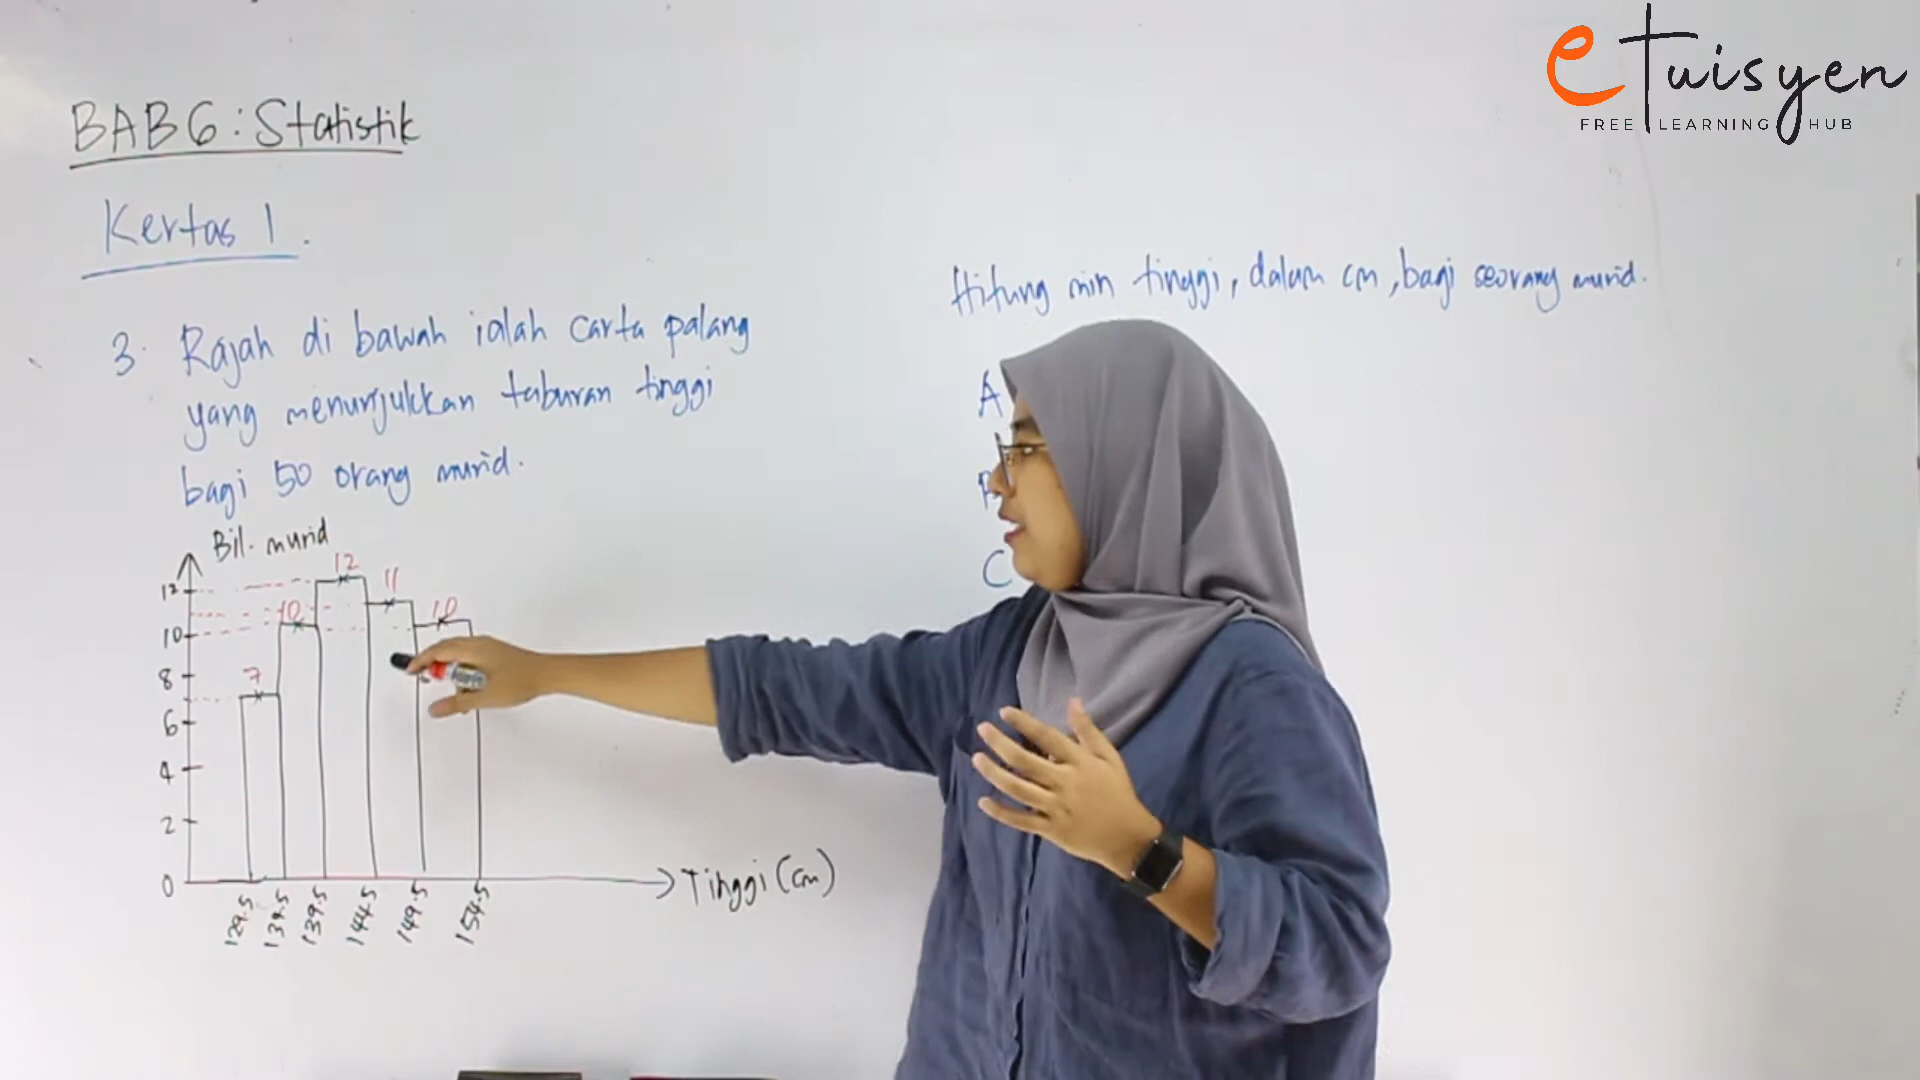 eTuisyen
FREE LEARNING HUB
BAB 6 : Statistik
Kertas 1.
3. Rajah di bawah ialah carta palang
yang menunjukkan taburan tinggi
bagi 50 orang murid.
Bil. murid
12
10
8
6
4
2
0
7
10
12
11
10
129.5
134.5
139.5
144.5
149.5
154.5
Tinggi (cm)
Hitung min tinggi, dalam cm, bagi seorang murid.
A
B
C